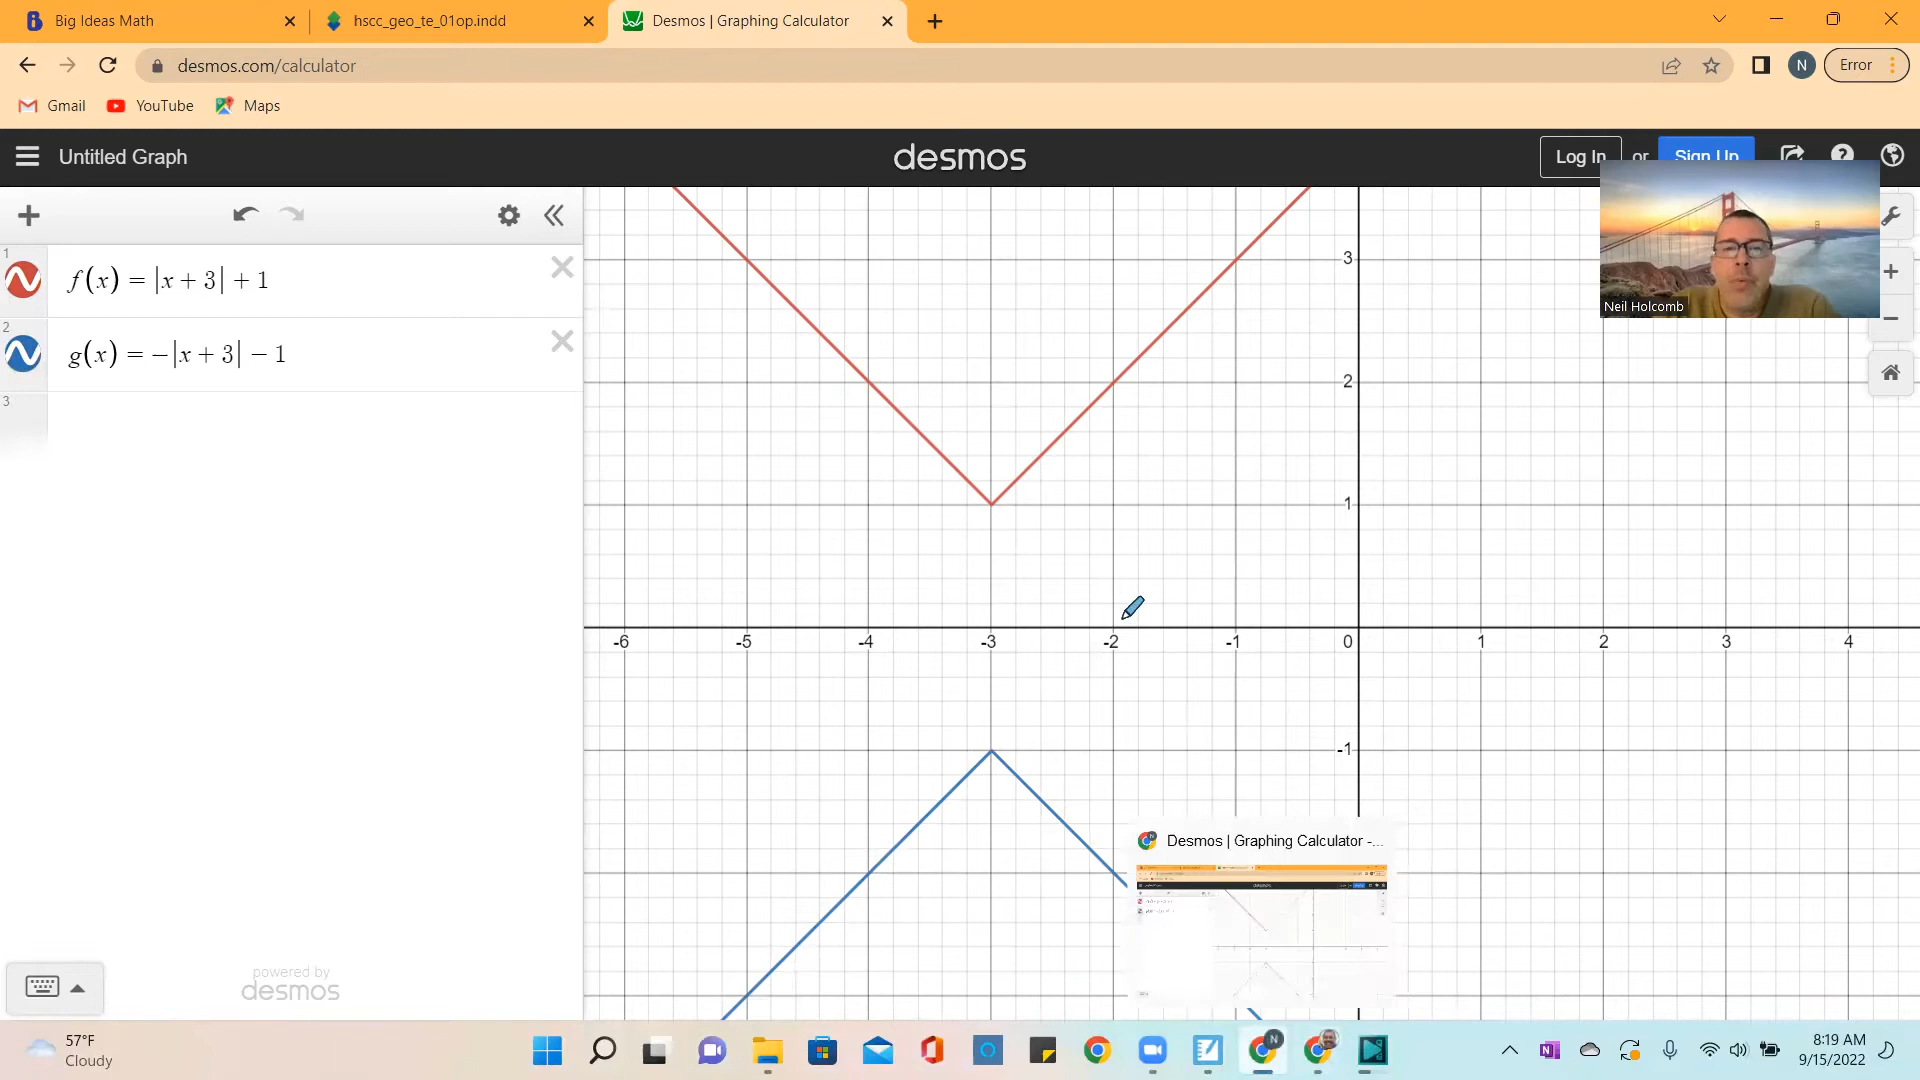 Big Ideas Math
hscc_geo_te_01op.indd
Desmos | Graphing Calculator
desmos.com/calculator
N
Error
Gmail
YouTube
Maps
Untitled Graph
desmos
Log In
or
Sign Up
Neil Holcomb
1
f(x) = |x + 3| + 1
2
g(x) = −|x + 3| − 1
3
3
2
1
-6
-5
-4
-3
-2
-1
0
1
2
3
4
-1
Desmos | Graphing Calculator -...
powered by
desmos
57°F
Cloudy
8:19 AM
9/15/2022